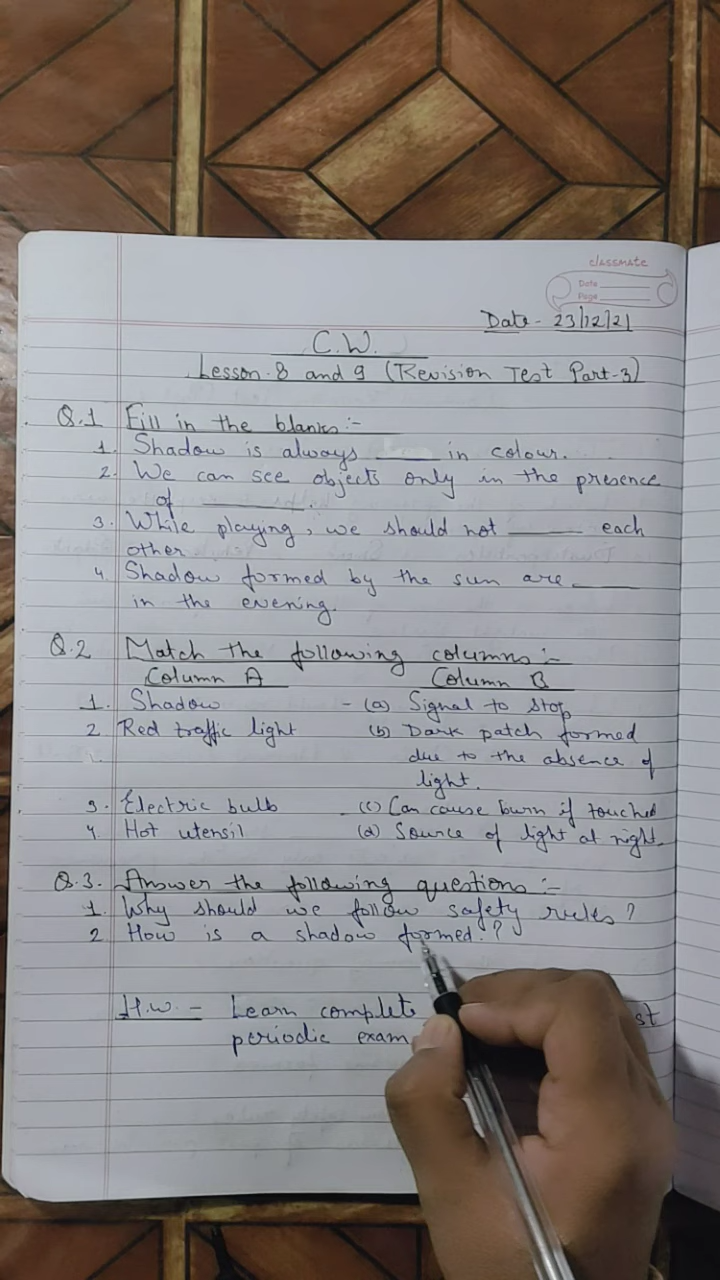 classmate
Date
Page
Date - 23/12/21
C.W.
Lesson-8 and 9 (Revision Test Part-3)
Q.1 Fill in the blanks :-
1. Shadow is always ____ in colour.
2. We can see objects only in the presence
of ________.
3. While playing, we should not ______ each
other.
4. Shadow formed by the sun are ______
in the evening.
Q.2 Match the following columns :-
Column A Column B
1. Shadow - (a) Signal to stop
2 Red traffic light (b) Dark patch formed
due to the absence of
light.
3. Electric bulb - (c) Can cause burn if touched
4. Hot utensil (d) Source of light at night.
Q.3. Answer the following questions :-
1. Why should we follow safety rules?
2 How is a shadow formed.?
H.W. - Learn complete st
periodic exam